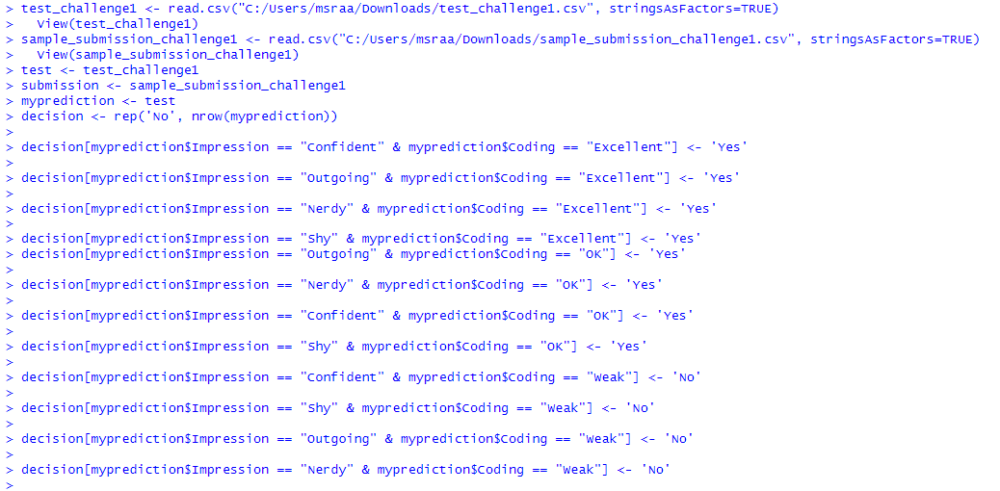 > test_challenge1 <- read.csv("C:/Users/msraa/Downloads/test_challenge1.csv", stringsAsFactors=TRUE)
>   View(test_challenge1)
> sample_submission_challenge1 <- read.csv("C:/Users/msraa/Downloads/sample_submission_challenge1.csv", stringsAsFactors=TRUE)
>   View(sample_submission_challenge1)
> test <- test_challenge1
> submission <- sample_submission_challenge1
> myprediction <- test
> decision <- rep('No', nrow(myprediction))
>
> decision[myprediction$Impression == "Confident" & myprediction$Coding == "Excellent"] <- 'Yes'
>
> decision[myprediction$Impression == "Outgoing" & myprediction$Coding == "Excellent"] <- 'Yes'
>
> decision[myprediction$Impression == "Nerdy" & myprediction$Coding == "Excellent"] <- 'Yes'
>
> decision[myprediction$Impression == "Shy" & myprediction$Coding == "Excellent"] <- 'Yes'
> decision[myprediction$Impression == "Outgoing" & myprediction$Coding == "OK"] <- 'Yes'
>
> decision[myprediction$Impression == "Nerdy" & myprediction$Coding == "OK"] <- 'Yes'
>
> decision[myprediction$Impression == "Confident" & myprediction$Coding == "OK"] <- 'Yes'
>
> decision[myprediction$Impression == "Shy" & myprediction$Coding == "OK"] <- 'Yes'
>
> decision[myprediction$Impression == "Confident" & myprediction$Coding == "Weak"] <- 'No'
>
> decision[myprediction$Impression == "Shy" & myprediction$Coding == "Weak"] <- 'No'
>
> decision[myprediction$Impression == "Outgoing" & myprediction$Coding == "Weak"] <- 'No'
>
> decision[myprediction$Impression == "Nerdy" & myprediction$Coding == "Weak"] <- 'No'
>